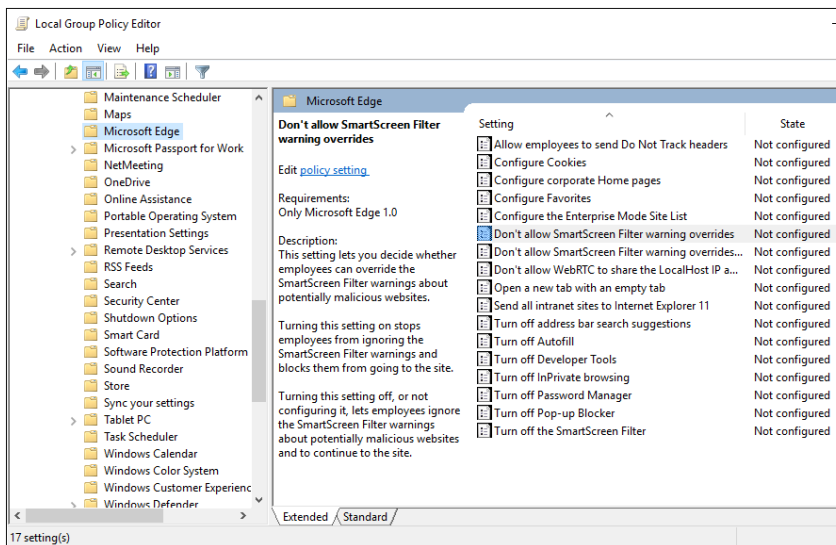 Local Group Policy Editor
File Action View Help
Maintenance Scheduler
Maps
Microsoft Edge
Microsoft Passport for Work
NetMeeting
OneDrive
Online Assistance
Portable Operating System
Presentation Settings
Remote Desktop Services
RSS Feeds
Search
Security Center
Shutdown Options
Smart Card
Software Protection Platform
Sound Recorder
Store
Sync your settings
Tablet PC
Task Scheduler
Windows Calendar
Windows Color System
Windows Customer Experienc
Windows Defender
Microsoft Edge
Don't allow SmartScreen Filter
warning overrides
Edit policy setting
Requirements:
Only Microsoft Edge 1.0
Description:
This setting lets you decide whether
employees can override the
SmartScreen Filter warnings about
potentially malicious websites.
Turning this setting on stops
employees from ignoring the
SmartScreen Filter warnings and
blocks them from going to the site.
Turning this setting off, or not
configuring it, lets employees ignore
the SmartScreen Filter warnings
about potentially malicious websites
and to continue to the site.
Setting State
Allow employees to send Do Not Track headers Not configured
Configure Cookies Not configured
Configure corporate Home pages Not configured
Configure Favorites Not configured
Configure the Enterprise Mode Site List Not configured
Don't allow SmartScreen Filter warning overrides Not configured
Don't allow SmartScreen Filter warning overrides... Not configured
Don't allow WebRTC to share the LocalHost IP a... Not configured
Open a new tab with an empty tab Not configured
Send all intranet sites to Internet Explorer 11 Not configured
Turn off address bar search suggestions Not configured
Turn off Autofill Not configured
Turn off Developer Tools Not configured
Turn off InPrivate browsing Not configured
Turn off Password Manager Not configured
Turn off Pop-up Blocker Not configured
Turn off the SmartScreen Filter Not configured
Extended Standard
17 setting(s)